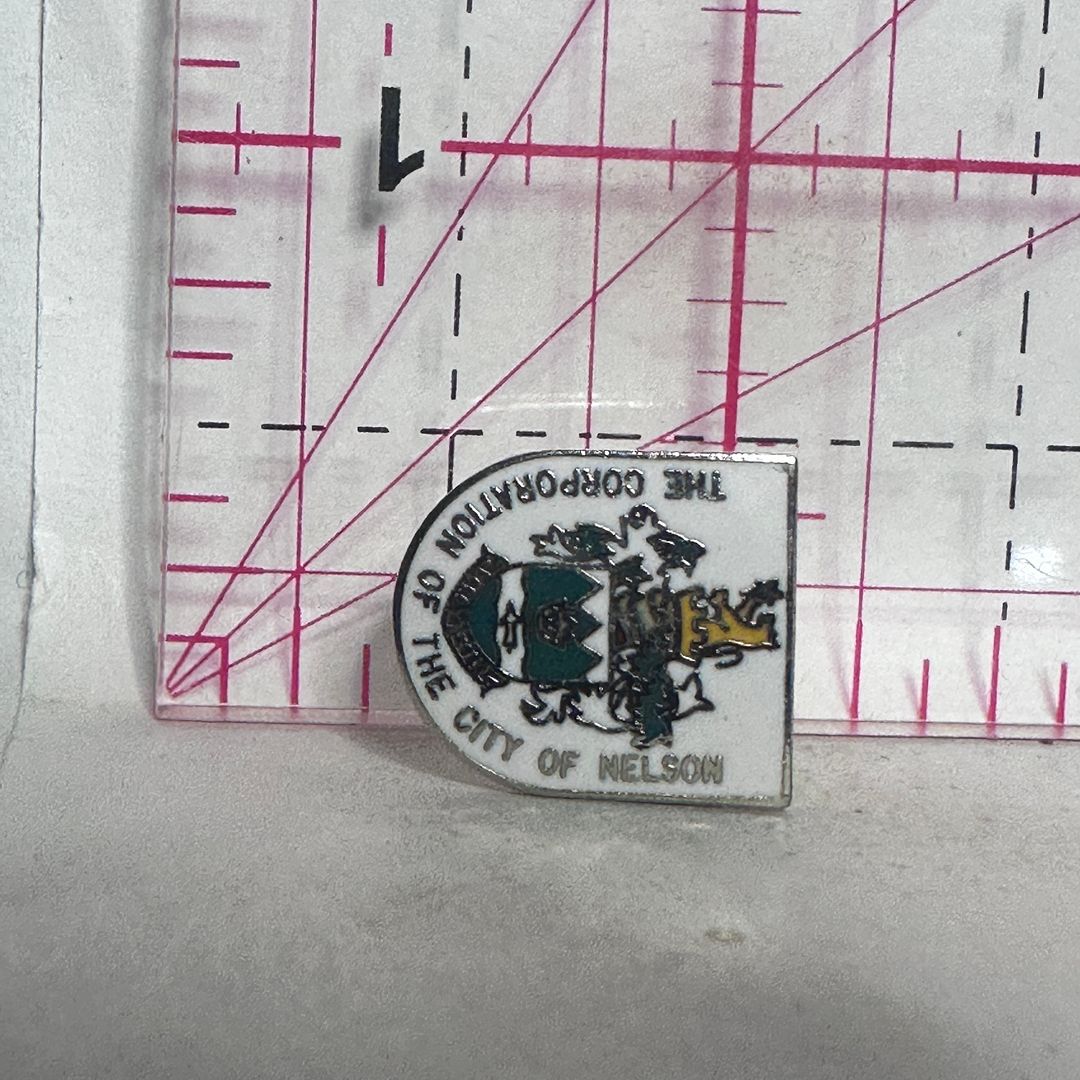 1
THE CORPORATION OF THE CITY OF NELSON